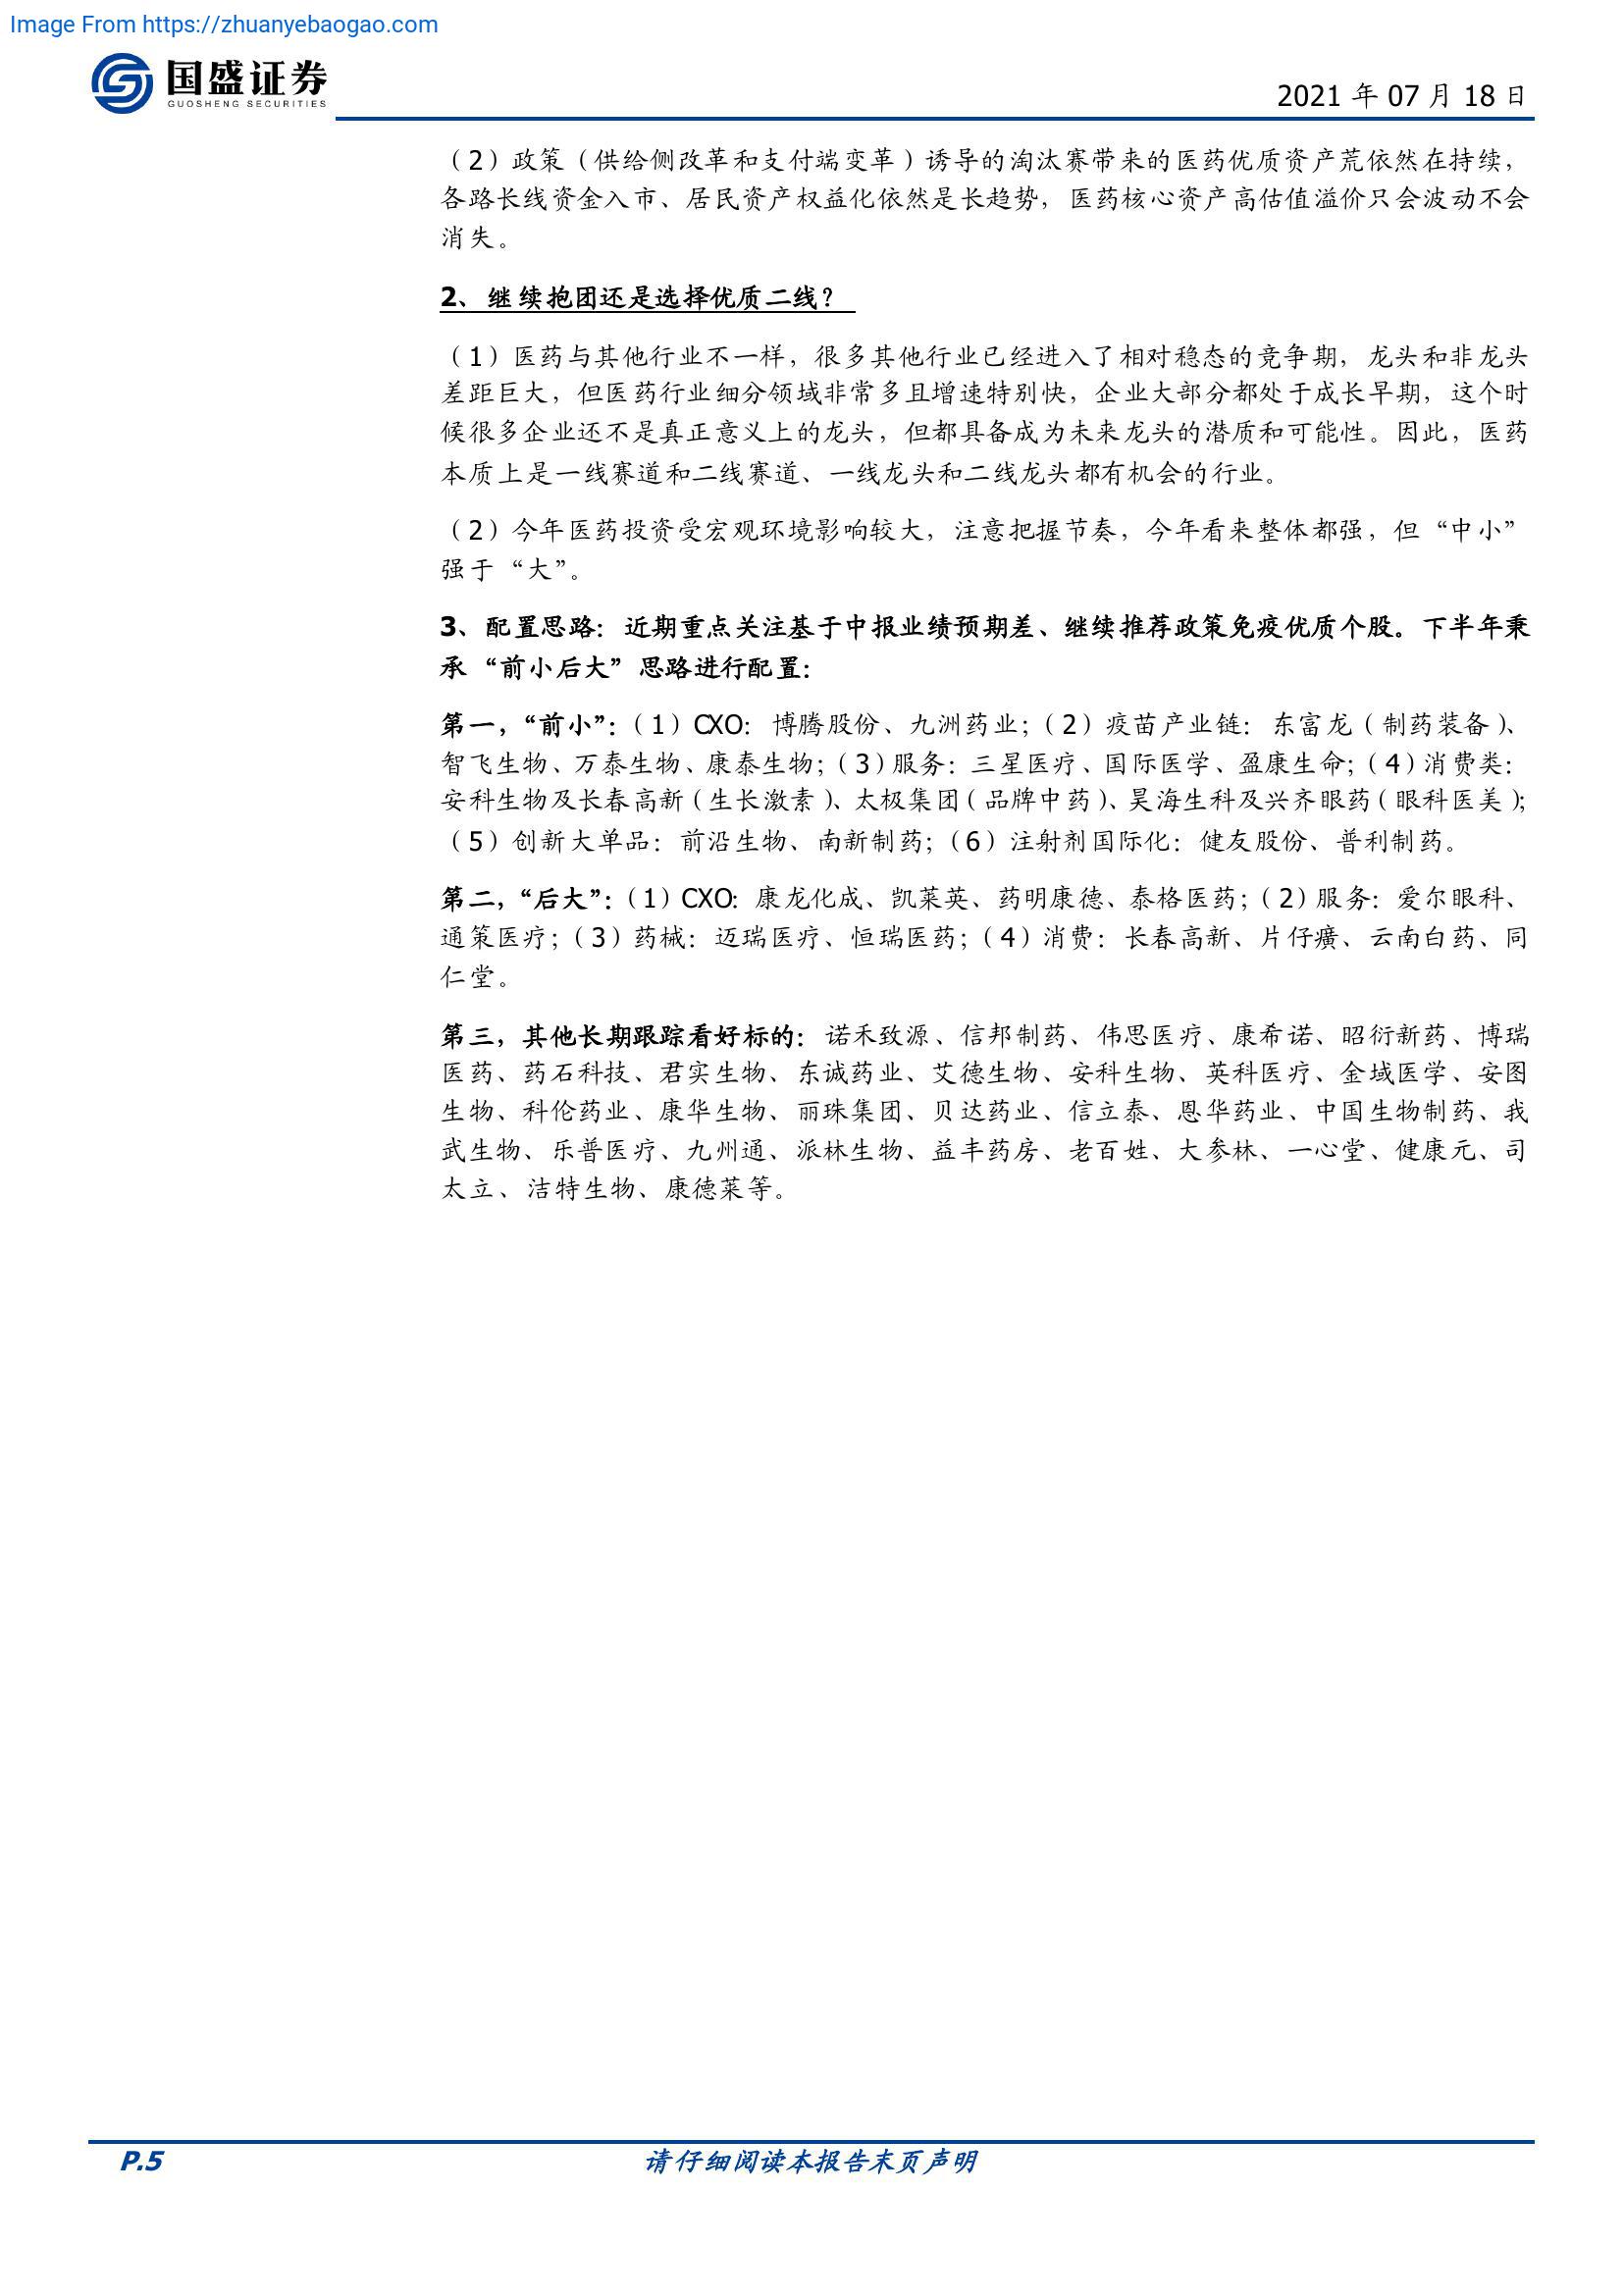 Image From https://zhuanyebaogao.com
国盛证券
GUOSHENG SECURITIES
2021 年 07 月 18 日
（2）政策（供给侧改革和支付端变革）诱导的淘汰赛带来的医药优质资产荒依然在持续，
各路长线资金入市、居民资产权益化依然是长趋势，医药核心资产高估值溢价只会波动不会
消失。
2、继续抱团还是选择优质二线？
（1）医药与其他行业不一样，很多其他行业已经进入了相对稳态的竞争期，龙头和非龙头
差距巨大，但医药行业细分领域非常多且增速特别快，企业大部分都处于成长早期，这个时
候很多企业还不是真正意义上的龙头，但都具备成为未来龙头的潜质和可能性。因此，医药
本质上是一线赛道和二线赛道、一线龙头和二线龙头都有机会的行业。
（2）今年医药投资受宏观环境影响较大，注意把握节奏，今年看来整体都强，但“中小”
强于“大”。
3、配置思路：近期重点关注基于中报业绩预期差、继续推荐政策免疫优质个股。下半年秉
承“前小后大”思路进行配置：
第一，“前小”：（1）CXO：博腾股份、九洲药业；（2）疫苗产业链：东富龙（制药装备）、
智飞生物、万泰生物、康泰生物；（3）服务：三星医疗、国际医学、盈康生命；（4）消费类：
安科生物及长春高新（生长激素）、太极集团（品牌中药）、昊海生科及兴齐眼药（眼科医美）；
（5）创新大单品：前沿生物、南新制药；（6）注射剂国际化：健友股份、普利制药。
第二，“后大”：（1）CXO：康龙化成、凯莱英、药明康德、泰格医药；（2）服务：爱尔眼科、
通策医疗；（3）药械：迈瑞医疗、恒瑞医药；（4）消费：长春高新、片仔癀、云南白药、同
仁堂。
第三，其他长期跟踪看好标的：诺禾致源、信邦制药、伟思医疗、康希诺、昭衍新药、博瑞
医药、药石科技、君实生物、东诚药业、艾德生物、安科生物、英科医疗、金域医学、安图
生物、科伦药业、康华生物、丽珠集团、贝达药业、信立泰、恩华药业、中国生物制药、我
武生物、乐普医疗、九州通、派林生物、益丰药房、老百姓、大参林、一心堂、健康元、司
太立、洁特生物、康德莱等。
P.5
请仔细阅读本报告末页声明